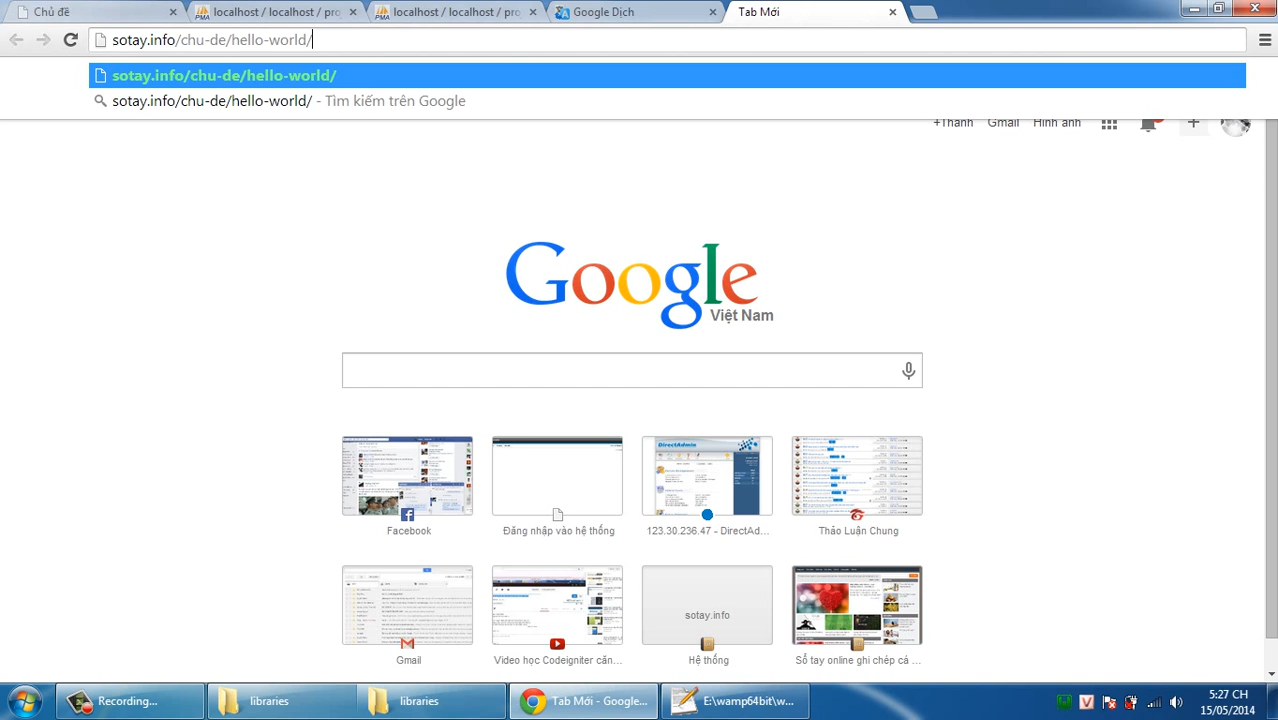 Chủ đề
localhost / localhost / pro
localhost / localhost / pro
Google Dịch
Tab Mới
sotay.info/chu-de/hello-world/
sotay.info/chu-de/hello-world/
sotay.info/chu-de/hello-world/ - Tìm kiếm trên Google
+Thành Gmail Hình ảnh
Google
Việt Nam
DirectAdmin
Facebook
Đăng nhập vào hệ thống
123.30.236.47 - DirectAd...
Thảo Luận Chung
sotay.info
Gmail
Video học Codeigniter căn...
Hệ thống
Sổ tay online ghi chép cá ...
Recording...
libraries
libraries
Tab Mới - Google...
E:\wamp64bit\w...
5:27 CH
15/05/2014